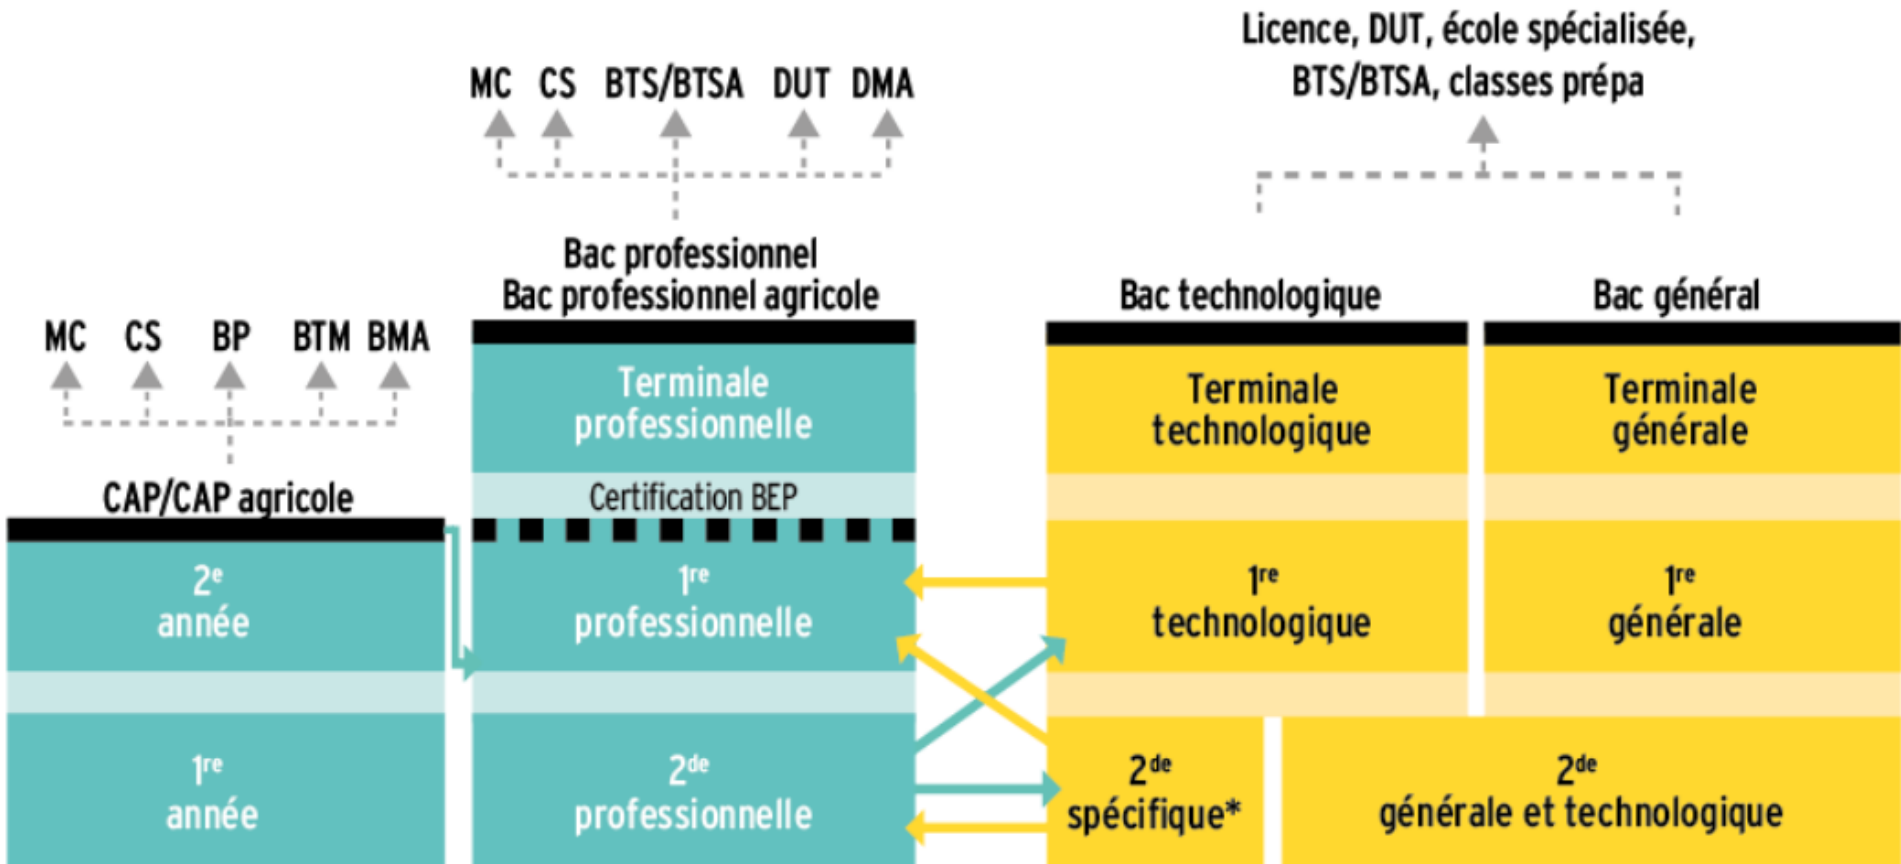 Licence, DUT, école spécialisée,
BTS/BTSA, classes prépa
MC CS BTS/BTSA DUT DMA
Bac professionnel
Bac professionnel agricole
Bac technologique
Bac général
MC CS BP BTM BMA
CAP/CAP agricole
Terminale
professionnelle
Terminale
technologique
Terminale
générale
Certification BEP
2e
année
1re
professionnelle
1re
technologique
1re
générale
1re
année
2de
professionnelle
2de
spécifique*
2de
générale et technologique